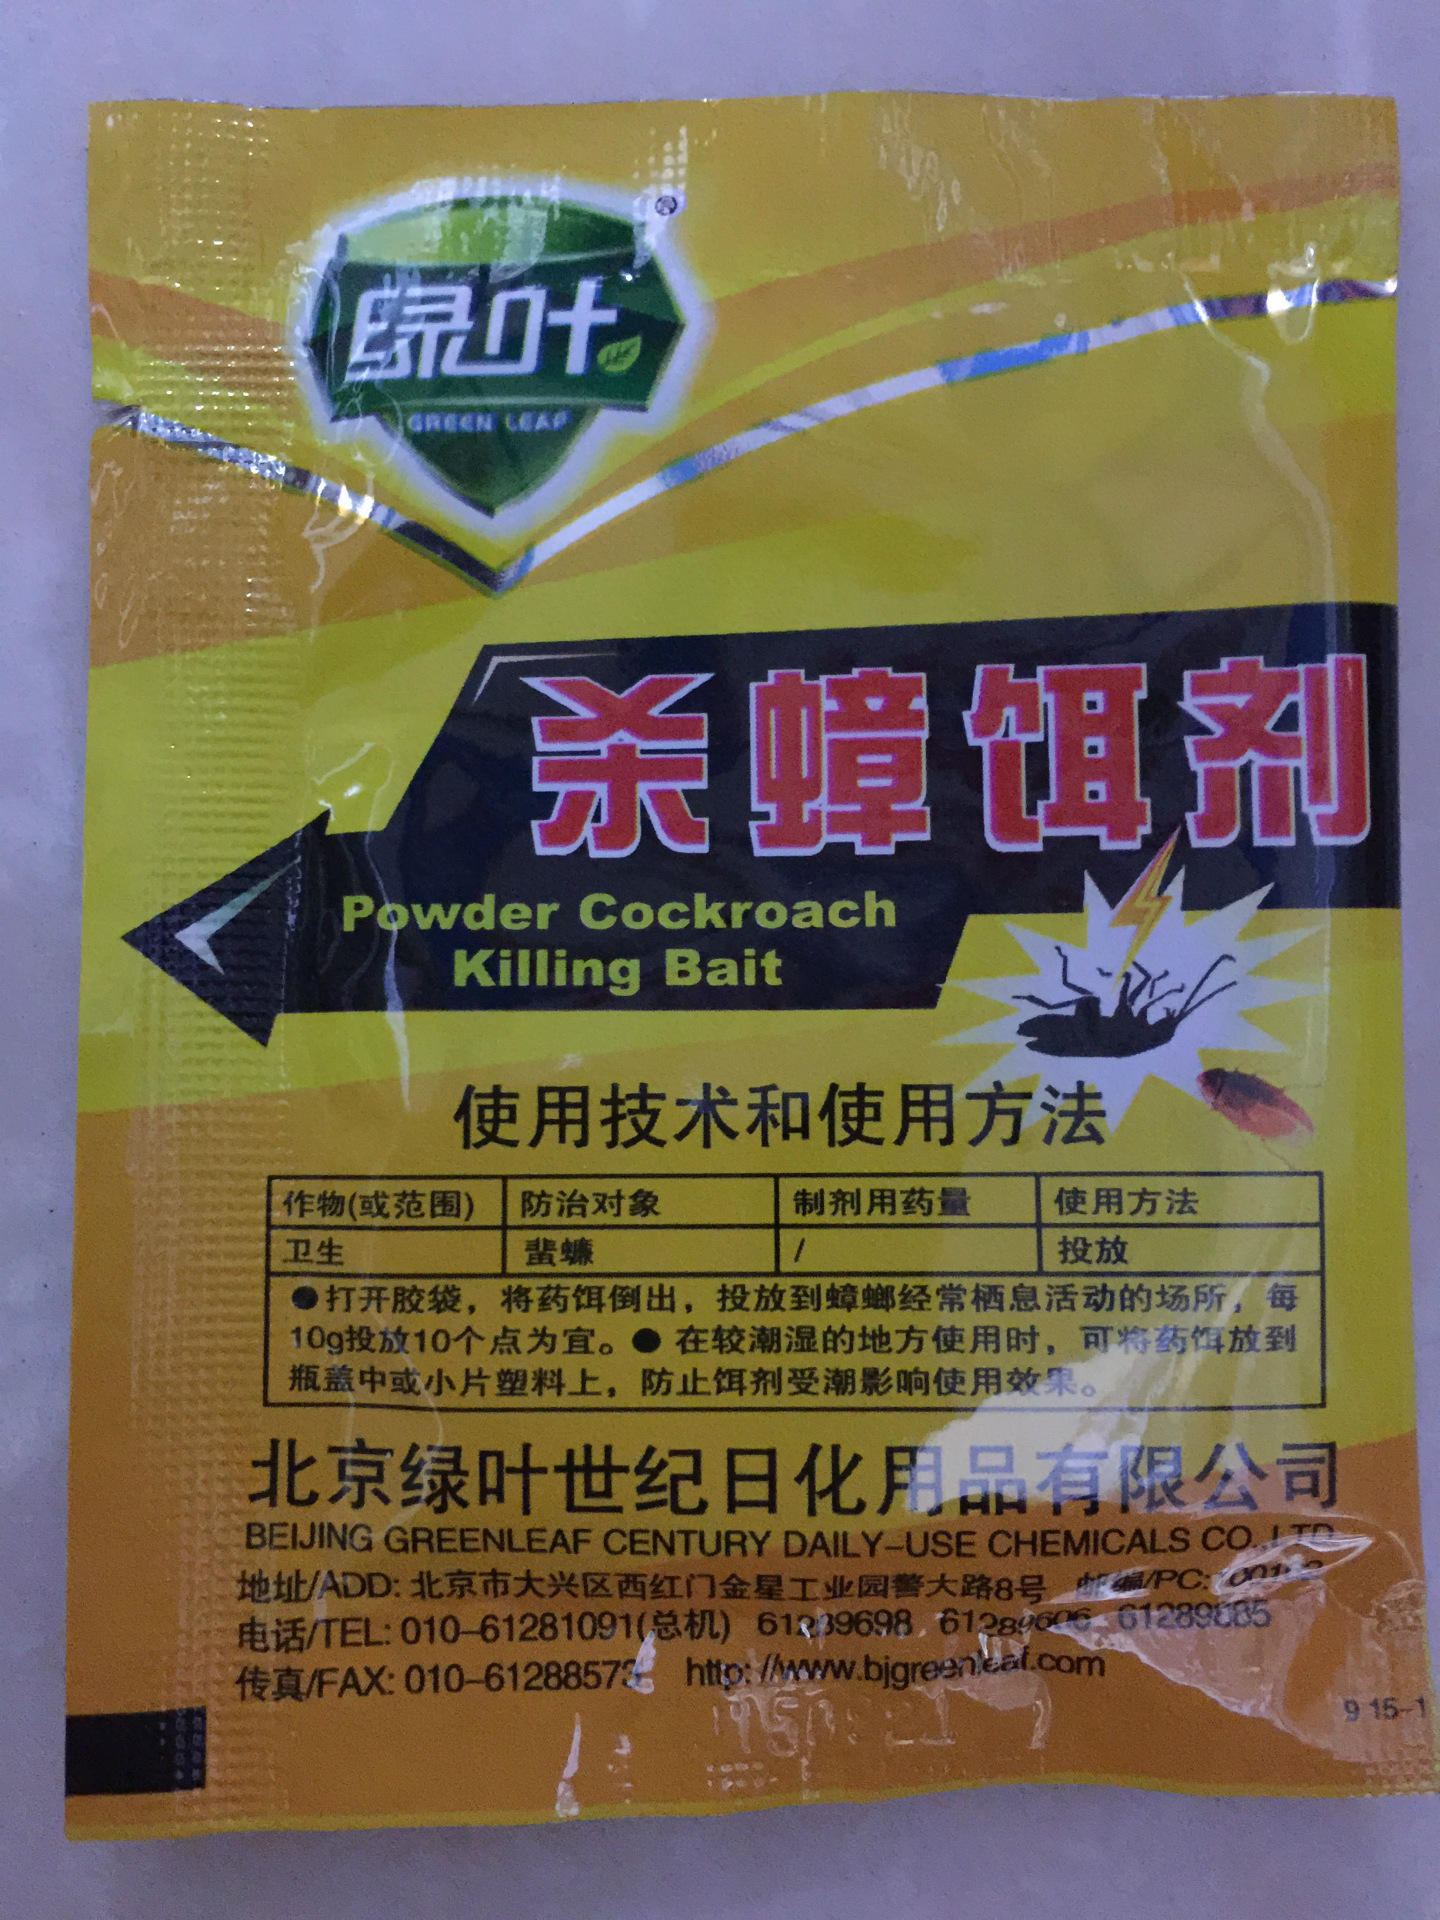 ®
绿叶
GREEN LEAF
杀蟑饵剂
Powder Cockroach
Killing Bait
使用技术和使用方法
作物(或范围) 防治对象 制剂用药量 使用方法
卫生 蜚蠊 / 投放
●打开胶袋，将药饵倒出，投放到蟑螂经常栖息活动的场所，每
10g投放10个点为宜。● 在较潮湿的地方使用时，可将药饵放到
瓶盖中或小片塑料上，防止饵剂受潮影响使用效果。
北京绿叶世纪日化用品有限公司
BEIJING GREENLEAF CENTURY DAILY-USE CHEMICALS CO.,LTD
地址/ADD: 北京市大兴区西红门金星工业园警大路8号 邮编/PC:
电话/TEL: 010-61281091(总机) 61289698 61289606
传真/FAX: 010-61288573 http: //www.bjgreenleaf.com
9 15-1